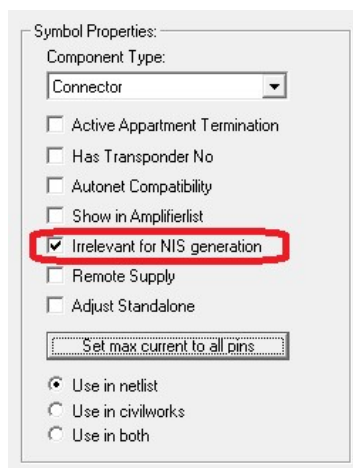 Symbol Properties:
Component Type:
Connector
Active Appartment Termination
Has Transponder No
Autonet Compatibility
Show in Amplifierlist
Irrelevant for NIS generation
Remote Supply
Adjust Standalone
Set max current to all pins
Use in netlist
Use in civilworks
Use in both